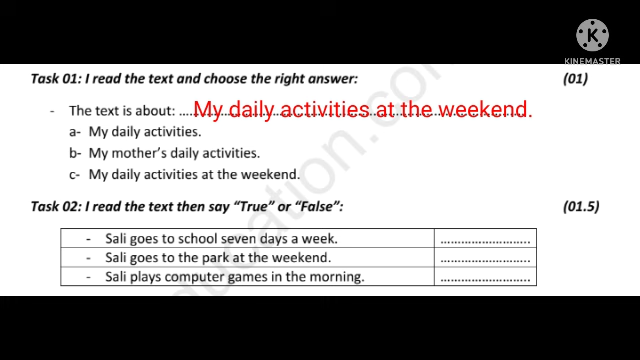 KINEMASTER
Task 01: I read the text and choose the right answer: (01)
- The text is about: ..... My daily activities at the weekend.
a- My daily activities.
b- My mother's daily activities.
c- My daily activities at the weekend.
Task 02: I read the text then say “True” or “False”: (01.5)
- Sali goes to school seven days a week. ............................
- Sali goes to the park at the weekend. ............................
- Sali plays computer games in the morning. ............................